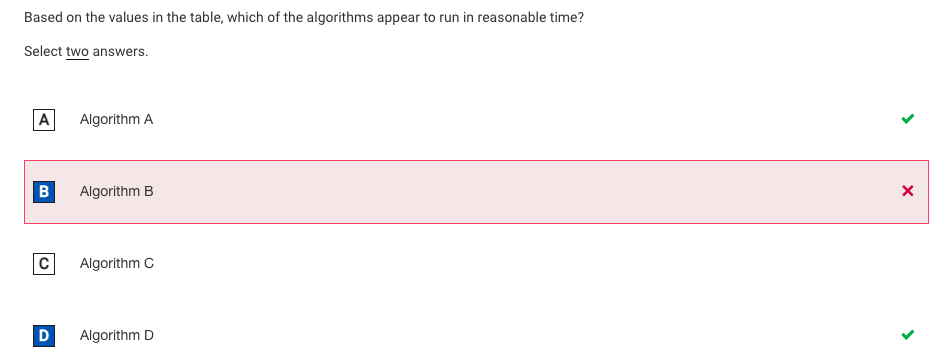 Based on the values in the table, which of the algorithms appear to run in reasonable time?
Select two answers.
A Algorithm A
B Algorithm B
C Algorithm C
D Algorithm D